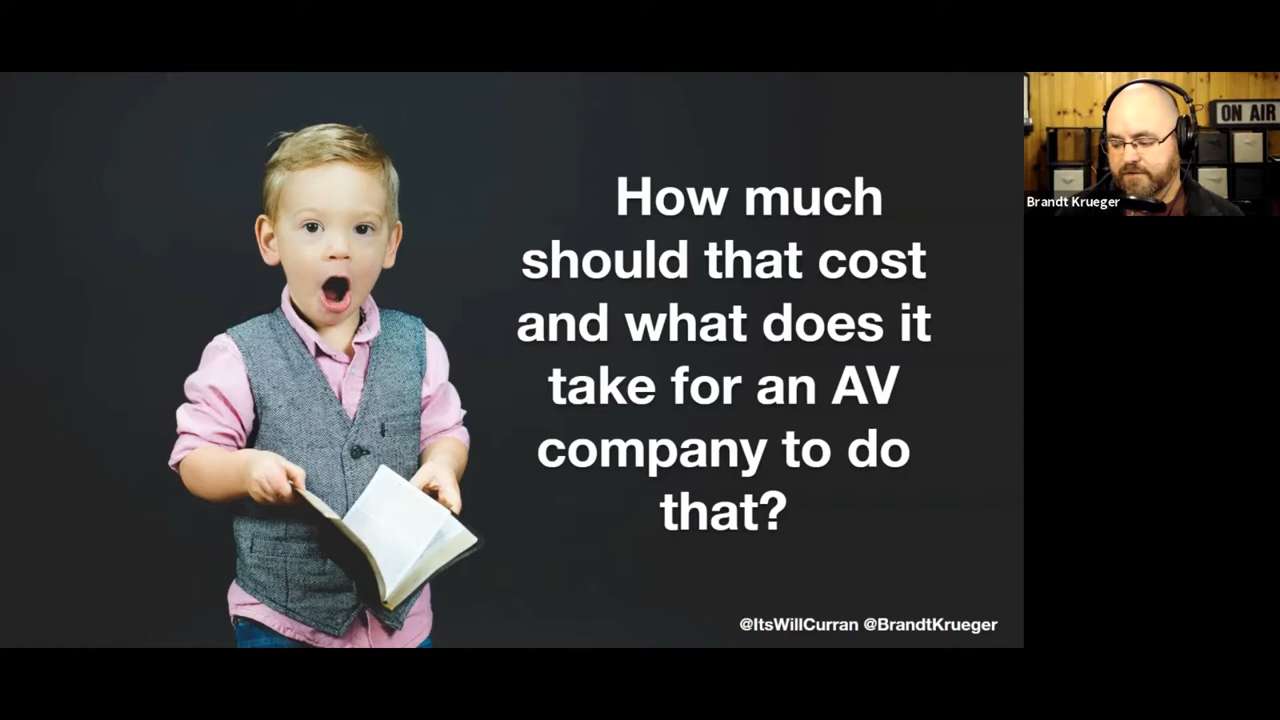 How much
should that cost
and what does it
take for an AV
company to do
that?
@ItsWillCurran @BrandtKrueger
ON AIR
Brandt Krueger